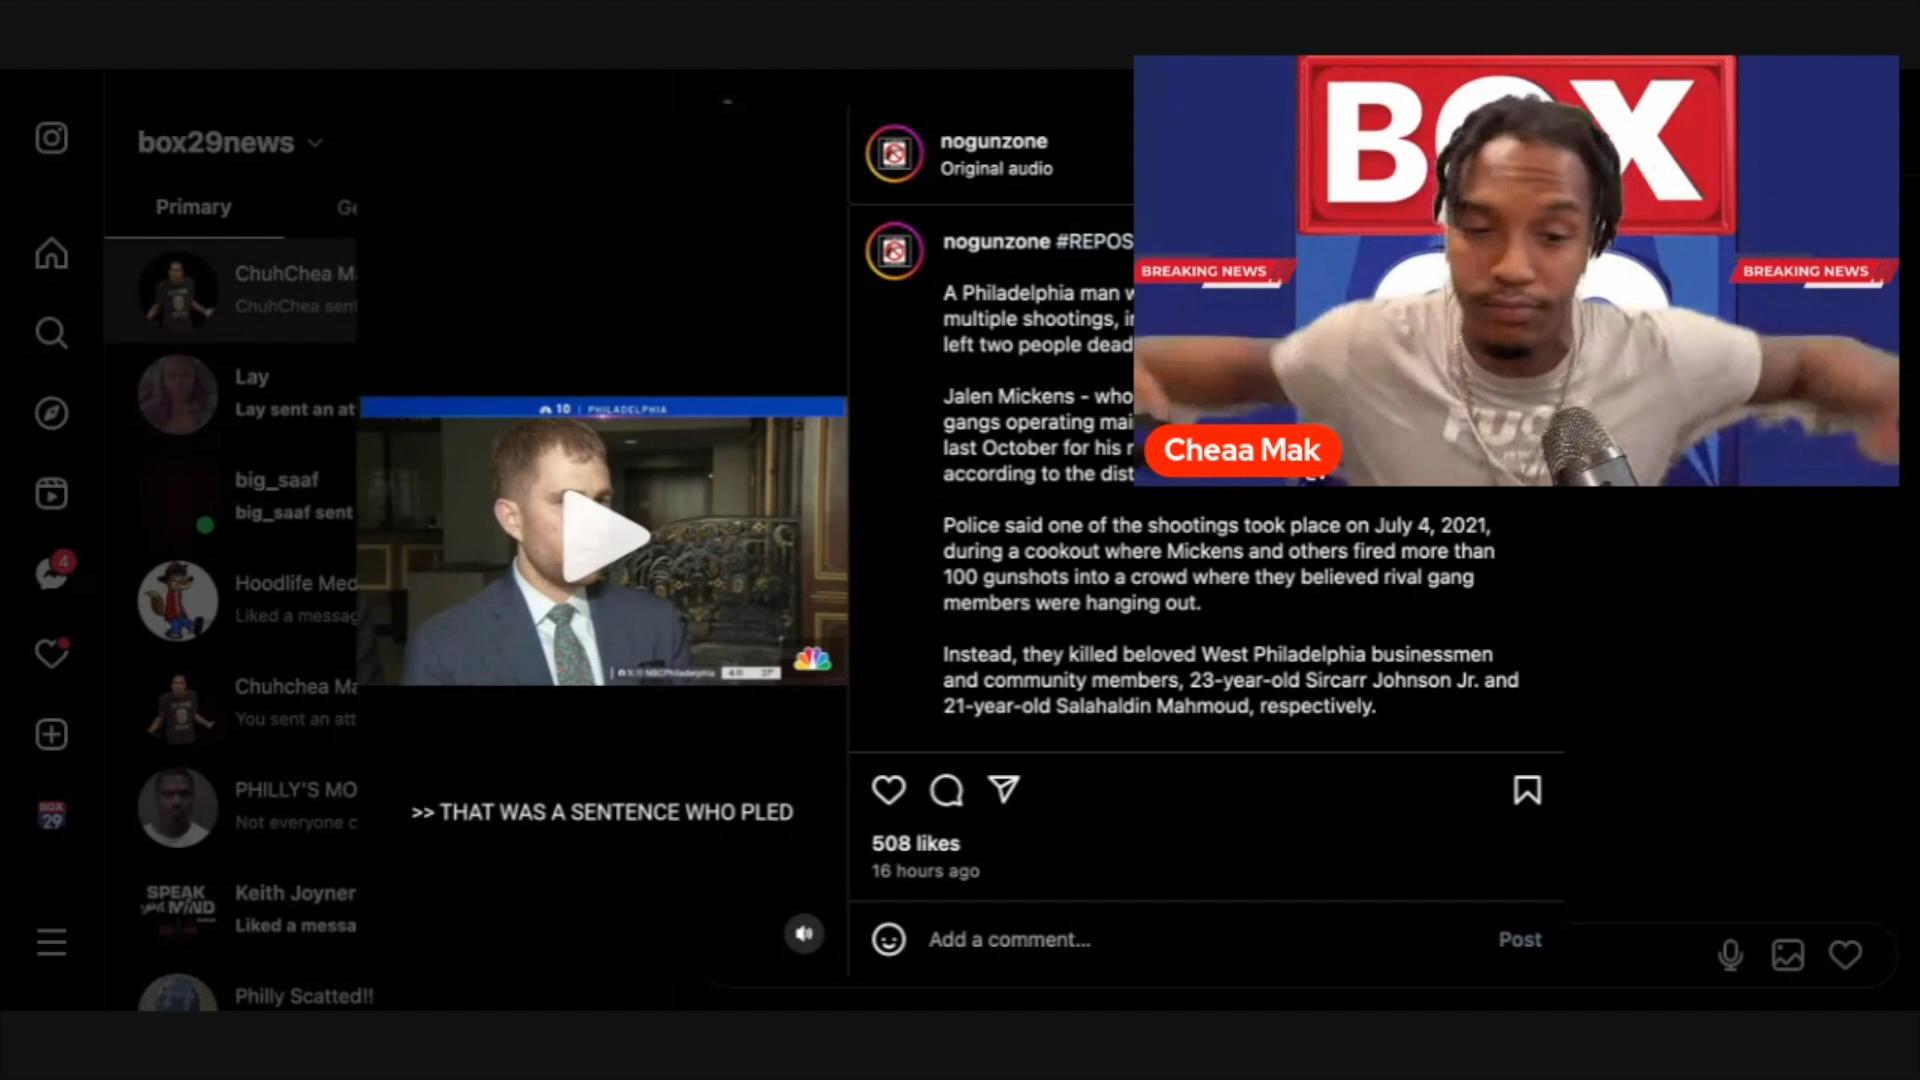 box29news
Primary
Ge
ChuhChea M
ChuhChea sent
Lay
Lay sent an at
big_saaf
big_saaf sent
Hoodlife Med
Liked a messag
Chuhchea Ma
You sent an att
PHILLY'S MO
Not everyone c
SPEAK
MIND
Keith Joyner
Liked a messa
Philly Scatted!!
4
BOX
29
10 | PHILADELPHIA
NBCPhiladelphia
>> THAT WAS A SENTENCE WHO PLED
nogunzone
Original audio
nogunzone #REPOS
A Philadelphia man w
multiple shootings, in
left two people dead
Jalen Mickens - who
gangs operating mai
last October for his r
according to the dist
Police said one of the shootings took place on July 4, 2021,
during a cookout where Mickens and others fired more than
100 gunshots into a crowd where they believed rival gang
members were hanging out.
Instead, they killed beloved West Philadelphia businessmen
and community members, 23-year-old Sircarr Johnson Jr. and
21-year-old Salahaldin Mahmoud, respectively.
508 likes
16 hours ago
Add a comment...
Post
BOX
BREAKING NEWS
BREAKING NEWS
Cheaa Mak